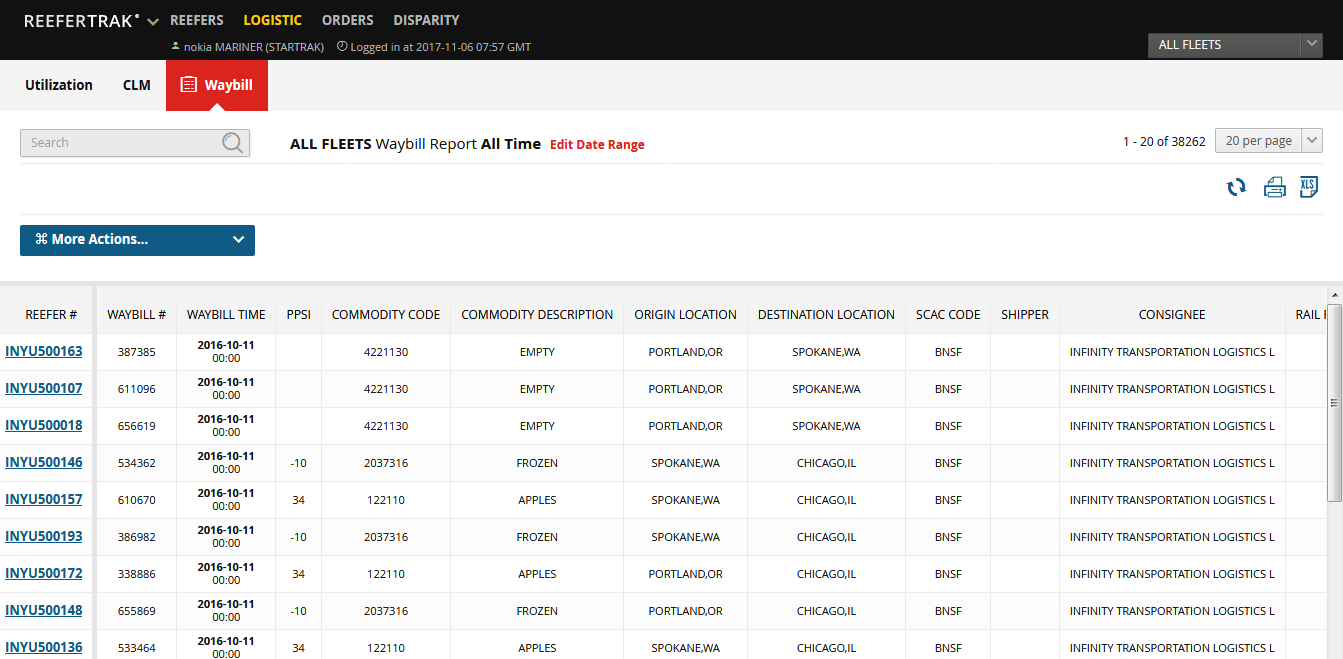 REEFERTRAK REEFERS LOGISTIC ORDERS DISPARITY
nokia MARINER (STARTRAK) Logged in at 2017-11-06 07:57 GMT
ALL FLEETS
Utilization CLM Waybill
Search ALL FLEETS Waybill Report All Time Edit Date Range 1 - 20 of 38262 20 per page
XLS
⌘ More Actions...
REEFER # WAYBILL # WAYBILL TIME PPSI COMMODITY CODE COMMODITY DESCRIPTION ORIGIN LOCATION DESTINATION LOCATION SCAC CODE SHIPPER CONSIGNEE RAIL
INYU500163 387385 2016-10-11 00:00 4221130 EMPTY PORTLAND,OR SPOKANE,WA BNSF INFINITY TRANSPORTATION LOGISTICS L
INYU500107 611096 2016-10-11 00:00 4221130 EMPTY PORTLAND,OR SPOKANE,WA BNSF INFINITY TRANSPORTATION LOGISTICS L
INYU500018 656619 2016-10-11 00:00 4221130 EMPTY PORTLAND,OR SPOKANE,WA BNSF INFINITY TRANSPORTATION LOGISTICS L
INYU500146 534362 2016-10-11 00:00 -10 2037316 FROZEN SPOKANE,WA CHICAGO,IL BNSF INFINITY TRANSPORTATION LOGISTICS L
INYU500157 610670 2016-10-11 00:00 34 122110 APPLES SPOKANE,WA CHICAGO,IL BNSF INFINITY TRANSPORTATION LOGISTICS L
INYU500193 386982 2016-10-11 00:00 -10 2037316 FROZEN SPOKANE,WA CHICAGO,IL BNSF INFINITY TRANSPORTATION LOGISTICS L
INYU500172 338886 2016-10-11 00:00 34 122110 APPLES PORTLAND,OR CHICAGO,IL BNSF INFINITY TRANSPORTATION LOGISTICS L
INYU500148 655869 2016-10-11 00:00 -10 2037316 FROZEN PORTLAND,OR CHICAGO,IL BNSF INFINITY TRANSPORTATION LOGISTICS L
INYU500136 533464 2016-10-11 00:00 34 122110 APPLES SPOKANE,WA CHICAGO,IL BNSF INFINITY TRANSPORTATION LOGISTICS L